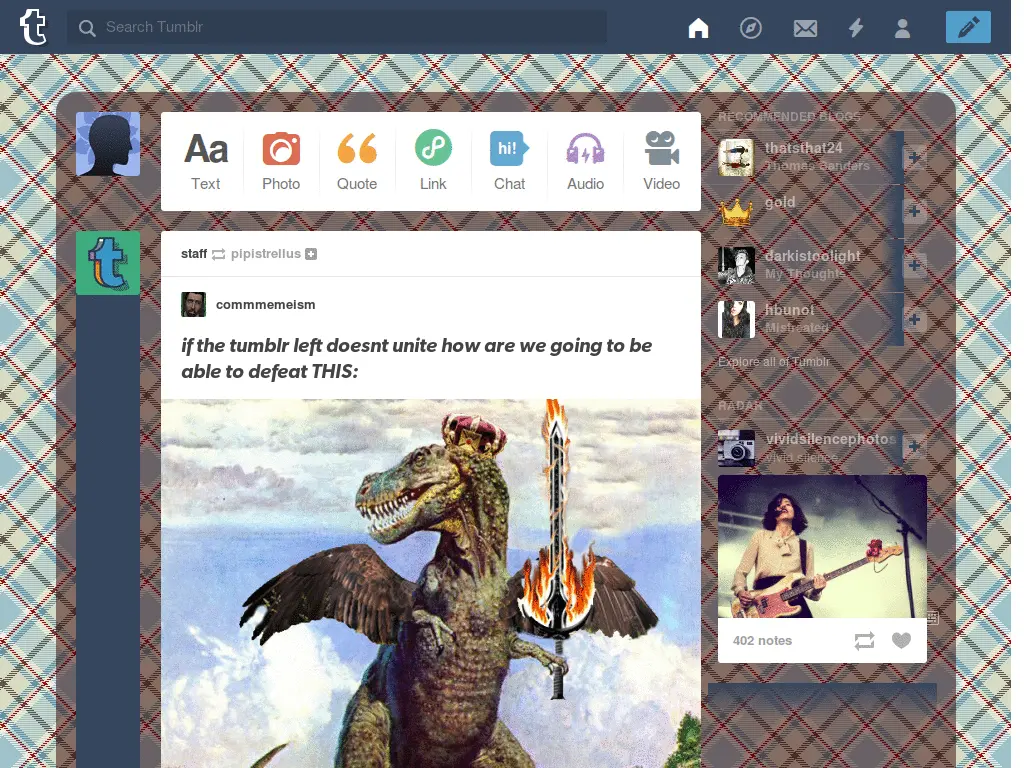 t
Search Tumblr
Aa
hi!
Text
Photo
Quote
Link
Chat
Audio
Video
RECOMMENDED BLOGS
thatsthat24
Thomas Sanders
gold
darkistoolight
My Thoughts
hbunot
Mistreated
Explore all of Tumblr
RADAR
vividsilencephotos
vivid silence
402 notes
t
staff pipistrellus
commmemeism
if the tumblr left doesnt unite how are we going to be
able to defeat THIS: